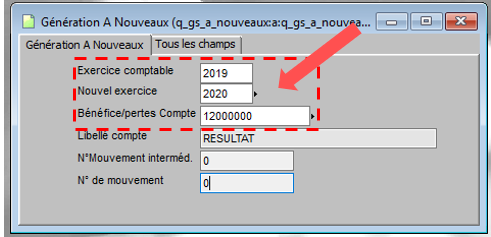 Génération A Nouveaux (q_gs_a_nouveaux:a:q_gs_a_nouvea...
Génération A Nouveaux Tous les champs
Exercice comptable 2019
Nouvel exercice 2020
Bénéfice/pertes Compte 12000000
Libellé compte RESULTAT
N°Mouvement interméd. 0
N° de mouvement 0